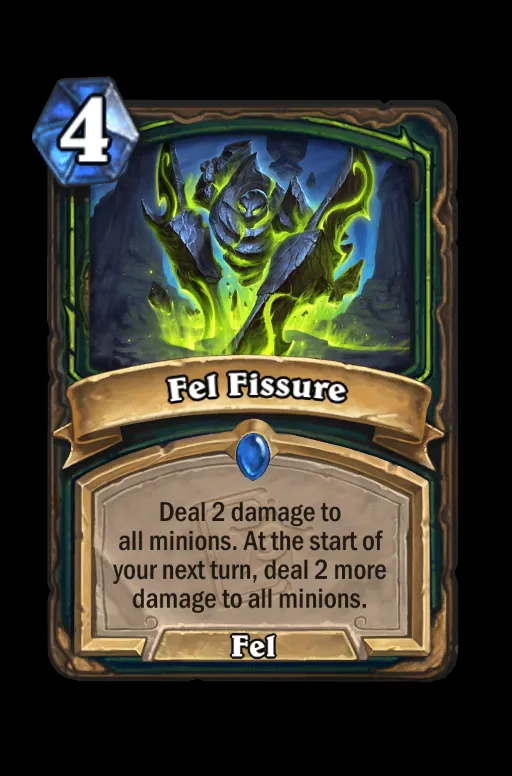 4
Fel Fissure
Deal 2 damage to
all minions. At the start of
your next turn, deal 2 more
damage to all minions.
Fel